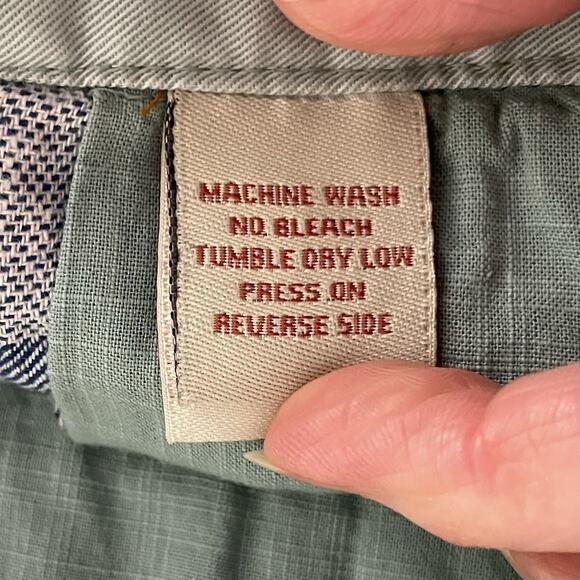 MACHINE WASH
NO BLEACH
TUMBLE DRY LOW
PRESS ON
REVERSE SIDE